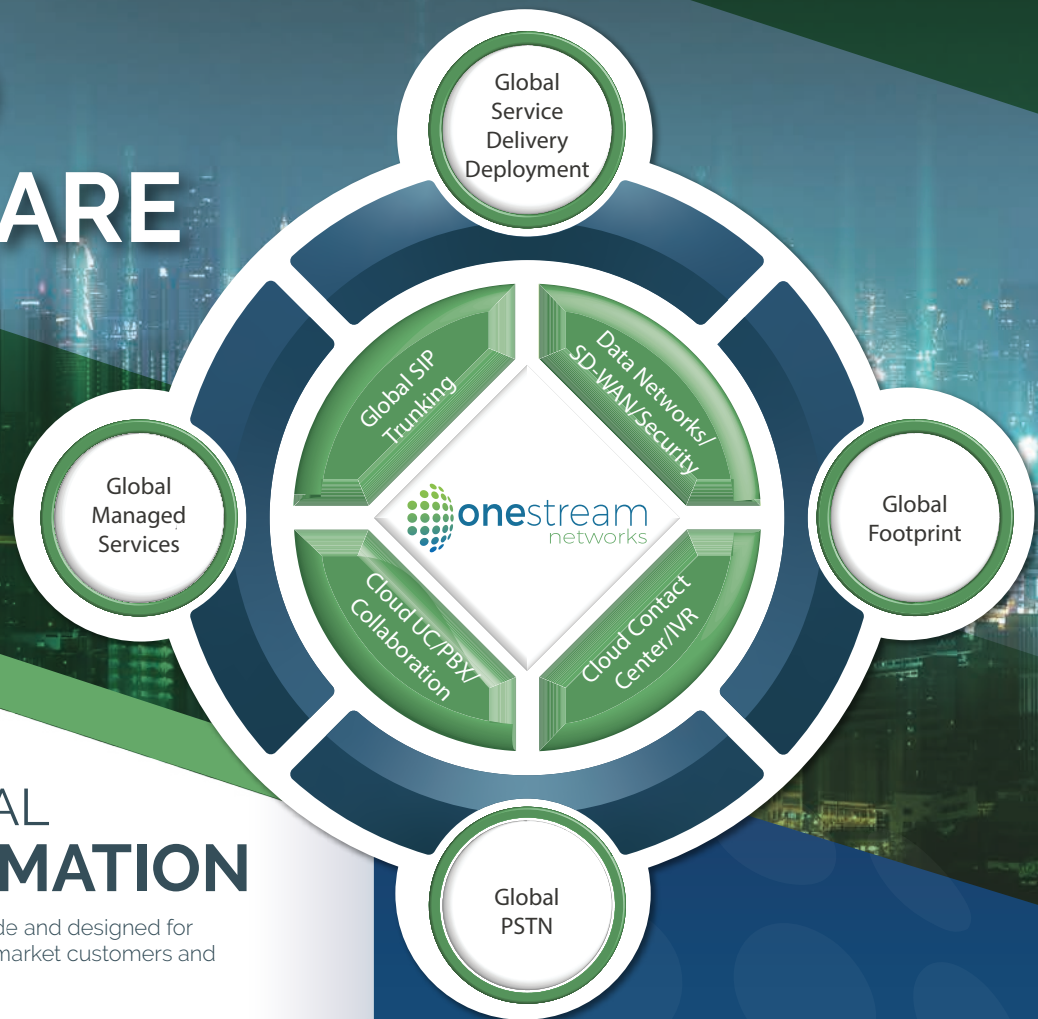 Global
Service
Delivery
Deployment
ARE
Global SIP
Trunking
Data Networks/
SD-WAN/Security
Global
Managed
Services
onestream
networks
Global
Footprint
Cloud UC/PBX/
Collaboration
Cloud Contact
Center/IVR
AL
MATION
de and designed for
market customers and
Global
PSTN